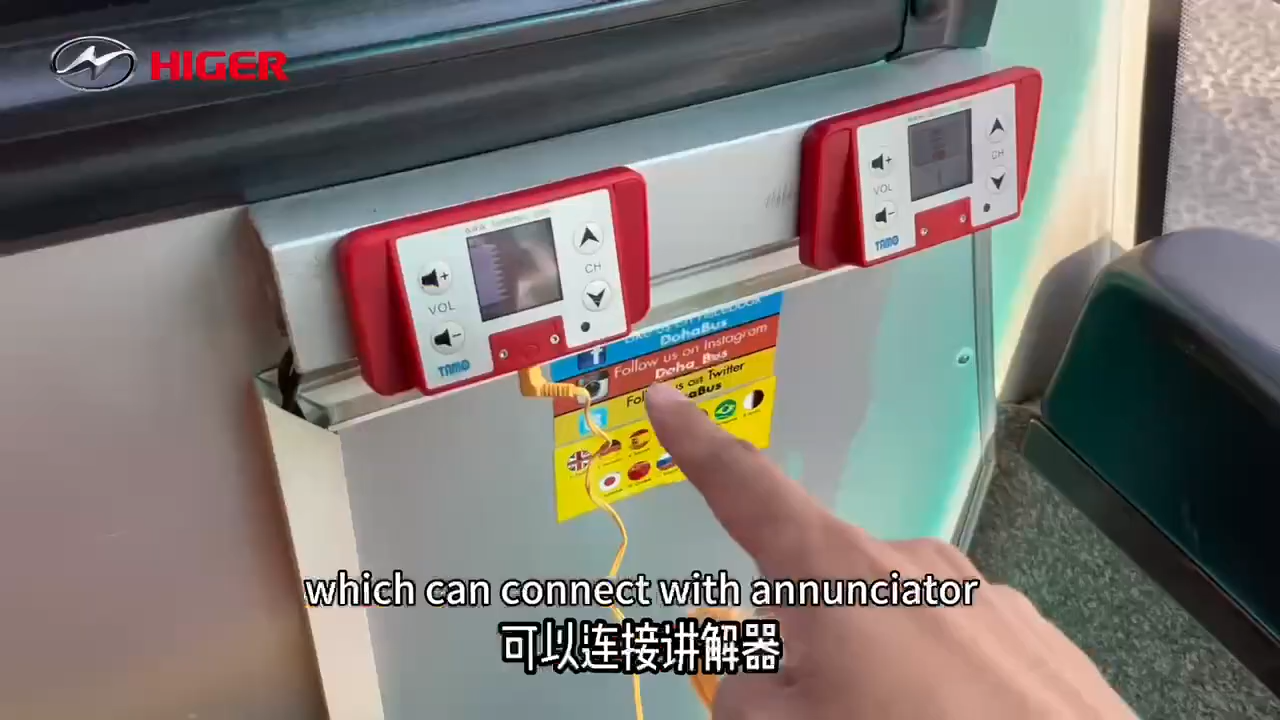 HIGER
VOL
CH
TAMO
VOL
CH
TAMO
DohaBus
Follow us on Instagram
Doha_Bus
us on Twitter
aBus
which can connect with annunciator
可以连接讲解器